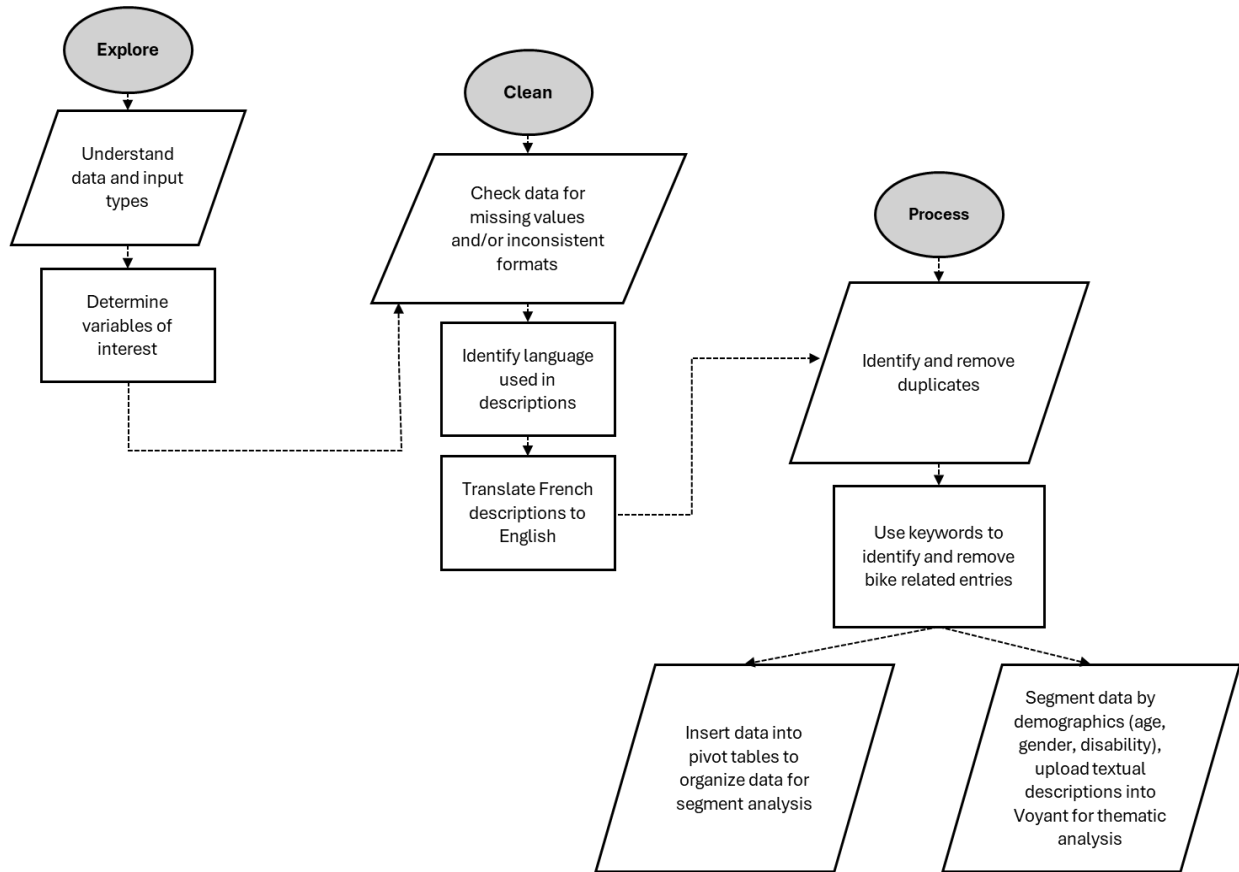 Explore
Understand
data and input
types
Determine
variables of
interest
Clean
Check data for
missing values
and/or inconsistent
formats
Identify language
used in
descriptions
Translate French
descriptions to
English
Process
Identify and remove
duplicates
Use keywords to
identify and remove
bike related entries
Insert data into
pivot tables to
organize data for
segment analysis
Segment data by
demographics (age,
gender, disability),
upload textual
descriptions into
Voyant for thematic
analysis